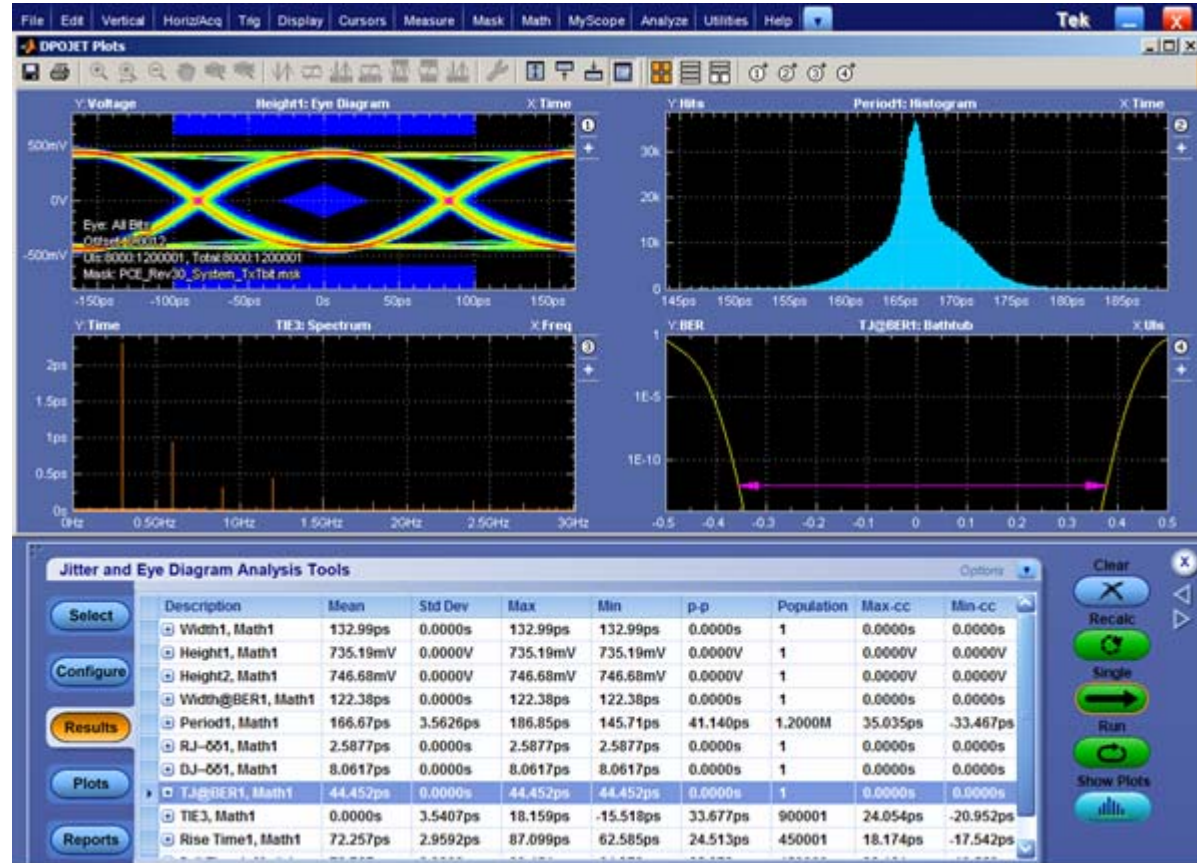 File Edit Vertical Horiz/Acq Trig Display Cursors Measure Mask Math MyScope Analyze Utilities Help Tek
DPOJET Plots
Y:Voltage Height1: Eye Diagram X:Time
500mV
0V
-500mV
Eye: All Bits
UIs:8000:1200001, Total:8000:1200001
Mask: PCE_Rev30_System_TxTbit.msk
-150ps -100ps -50ps 0s 50ps 100ps 150ps
1
+
Y:Hits Period1: Histogram X:Time
30k
20k
10k
0
145ps 150ps 155ps 160ps 165ps 170ps 175ps 180ps 185ps
2
+
Y:Time TIE3: Spectrum X:Freq
2ps
1.5ps
1ps
0.5ps
0s
0Hz 0.5GHz 1GHz 1.5GHz 2GHz 2.5GHz 3GHz
3
+
Y:BER TJ@BER1: Bathtub X:UIs
1
1E-5
1E-10
-0.5 -0.4 -0.3 -0.2 -0.1 0 0.1 0.2 0.3 0.4 0.5
4
+
Jitter and Eye Diagram Analysis Tools Options
Select
Configure
Results
Plots
Reports
Description Mean Std Dev Max Min p-p Population Max-cc Min-cc
Width1, Math1 132.99ps 0.0000s 132.99ps 132.99ps 0.0000s 1 0.0000s 0.0000s
Height1, Math1 735.19mV 0.0000V 735.19mV 735.19mV 0.0000V 1 0.0000V 0.0000V
Height2, Math1 746.68mV 0.0000V 746.68mV 746.68mV 0.0000V 1 0.0000V 0.0000V
Width@BER1, Math1 122.38ps 0.0000s 122.38ps 122.38ps 0.0000s 1 0.0000s 0.0000s
Period1, Math1 166.67ps 3.5626ps 186.85ps 145.71ps 41.140ps 1.2000M 35.035ps -33.467ps
RJ-δδ1, Math1 2.5877ps 0.0000s 2.5877ps 2.5877ps 0.0000s 1 0.0000s 0.0000s
DJ-δδ1, Math1 8.0617ps 0.0000s 8.0617ps 8.0617ps 0.0000s 1 0.0000s 0.0000s
TJ@BER1, Math1 44.452ps 0.0000s 44.452ps 44.452ps 0.0000s 1 0.0000s 0.0000s
TIE3, Math1 0.0000s 3.5407ps 18.159ps -15.518ps 33.677ps 900001 24.054ps -20.952ps
Rise Time1, Math1 72.257ps 2.9592ps 87.099ps 62.585ps 24.513ps 450001 18.174ps -17.542ps
Clear
Recalc
Single
Run
Show Plots